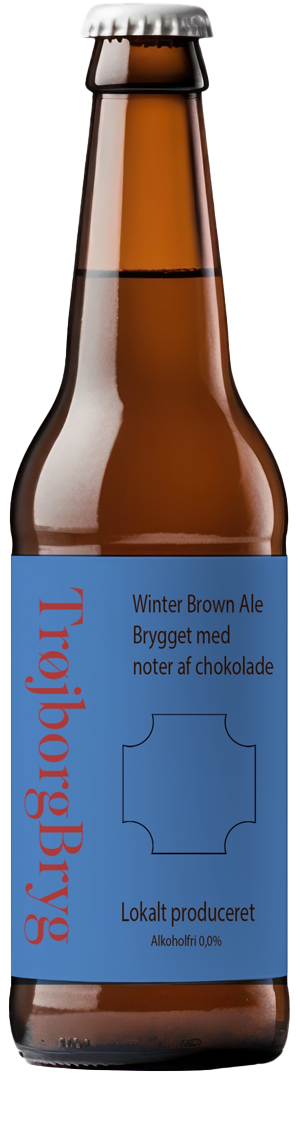 TrøjborgBryg
Winter Brown Ale
Brygget med
noter af chokolade
Lokalt produceret
Alkoholfri 0,0%